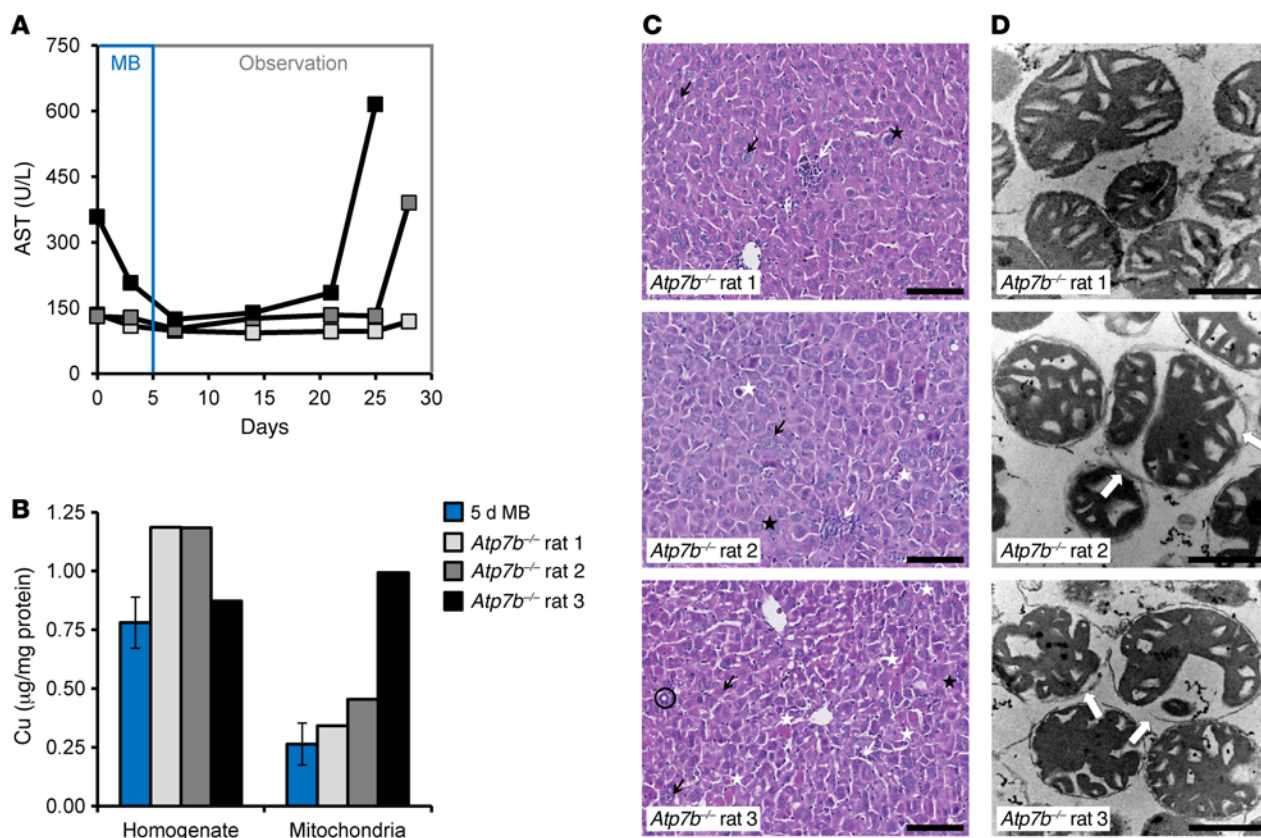 A
750
600
450
300
150
0
AST (U/L)
MB
Observation
0
5
10
15
20
25
30
Days
B
1.25
1.00
0.75
0.50
0.25
0.00
Cu (µg/mg protein)
Homogenate
Mitochondria
5 d MB
Atp7b⁻/⁻ rat 1
Atp7b⁻/⁻ rat 2
Atp7b⁻/⁻ rat 3
C
Atp7b⁻/⁻ rat 1
Atp7b⁻/⁻ rat 2
Atp7b⁻/⁻ rat 3
D
Atp7b⁻/⁻ rat 1
Atp7b⁻/⁻ rat 2
Atp7b⁻/⁻ rat 3